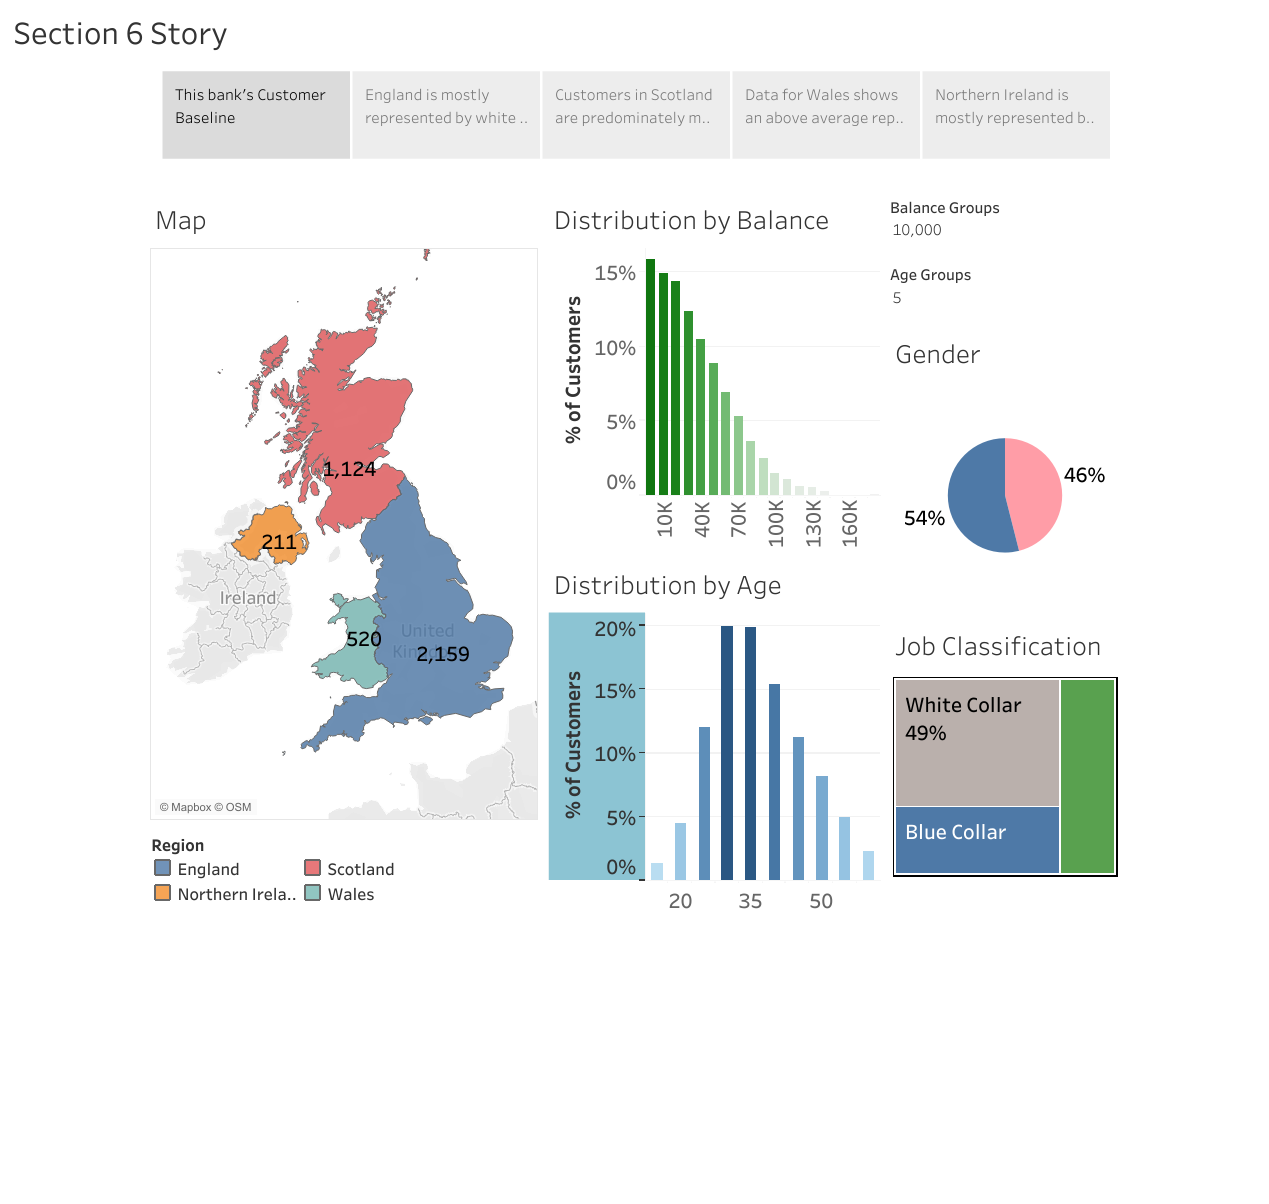 Section 6 Story
This bank's Customer
Baseline
England is mostly
represented by white ..
Customers in Scotland
are predominately m..
Data for Wales shows
an above average rep..
Northern Ireland is
mostly represented b..
Map
1,124
211
Ireland
520
United
2,159
© Mapbox © OSM
Region
England
Scotland
Northern Irela..
Wales
Distribution by Balance
% of Customers
15%
10%
5%
0%
10K
40K
70K
100K
130K
160K
Distribution by Age
% of Customers
20%
15%
10%
5%
0%
20
35
50
Balance Groups
10,000
Age Groups
5
Gender
46%
54%
Job Classification
White Collar
49%
Blue Collar